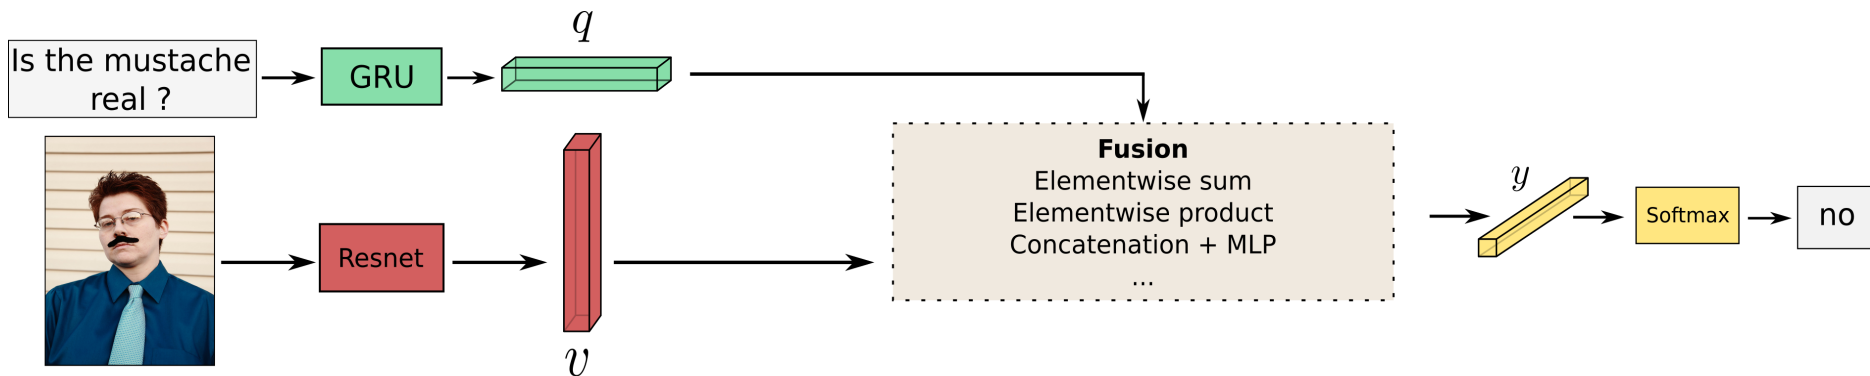 Is the mustache
real ?
GRU
q
Resnet
v
Fusion
Elementwise sum
Elementwise product
Concatenation + MLP
...
y
Softmax
no